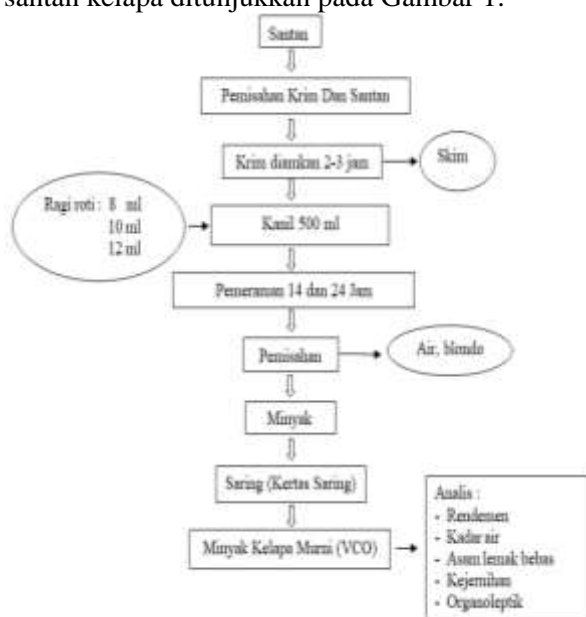 santan kelapa ditunjukkan pada Gambar 1.
Santan
Pemisahan Krim Dan Santan
Krim diamkan 2-3 jam
Skim
Ragi roti : 8 ml
10 ml
12 ml
Kanil 500 ml
Pemeraman 14 dan 24 Jam
Pemisahan
Air, blondo
Minyak
Saring (Kertas Saring)
Minyak Kelapa Murni (VCO)
Analis :
- Rendemen
- Kadar air
- Asam lemak bebas
- Kejernihan
- Organoleptik